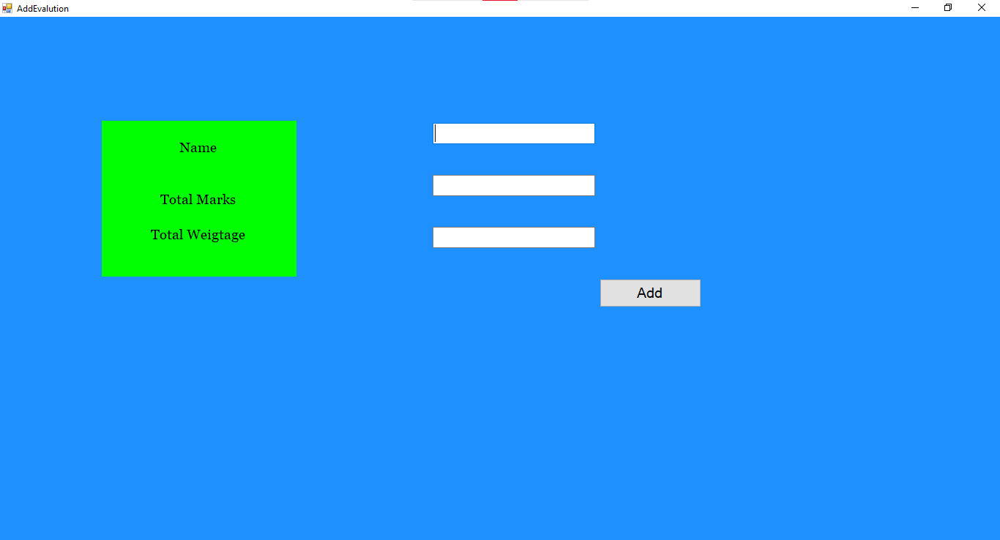 AddEvalution
Name
Total Marks
Total Weigtage
Add